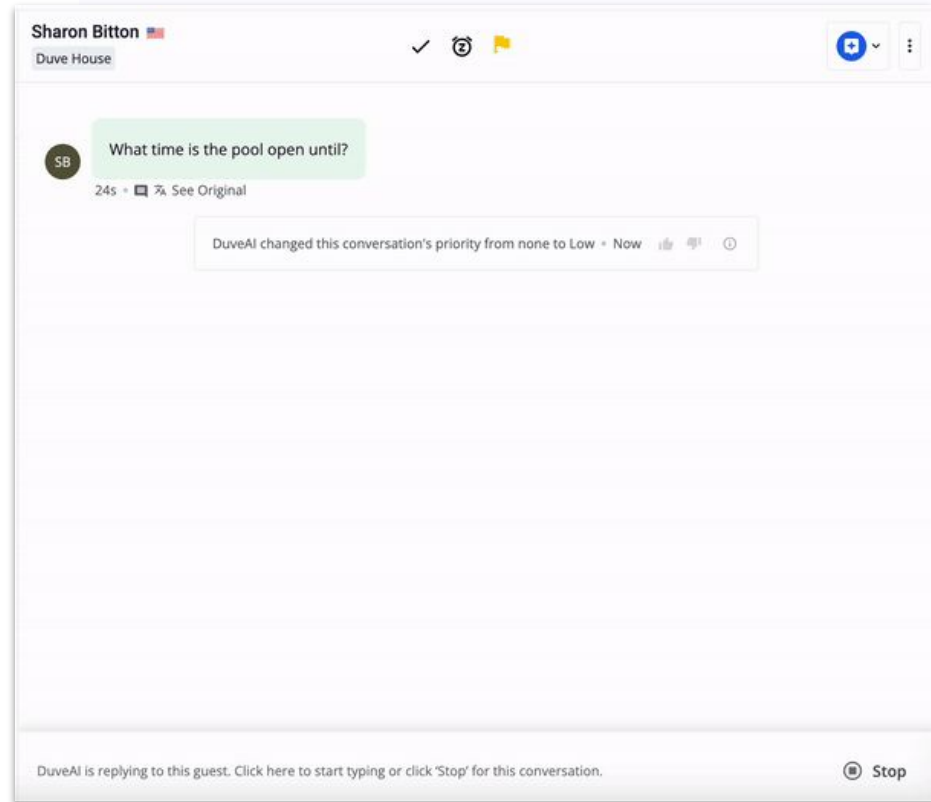 Sharon Bitton
Duve House
SB
What time is the pool open until?
24s • See Original
DuveAI changed this conversation's priority from none to Low • Now
DuveAI is replying to this guest. Click here to start typing or click ‘Stop’ for this conversation.
Stop